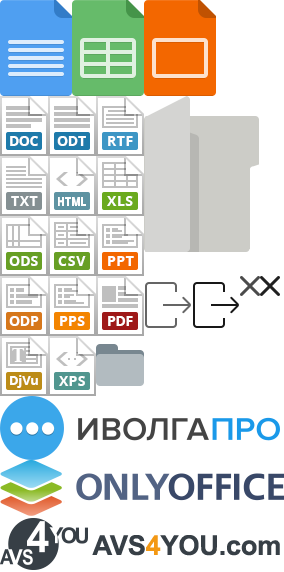 DOC ODT RTF
TXT HTML XLS
ODS CSV PPT
ODP PPS PDF
DjVu XPS
ИВОЛГАПРО
ONLYOFFICE
AVS4YOU AVS4YOU.com